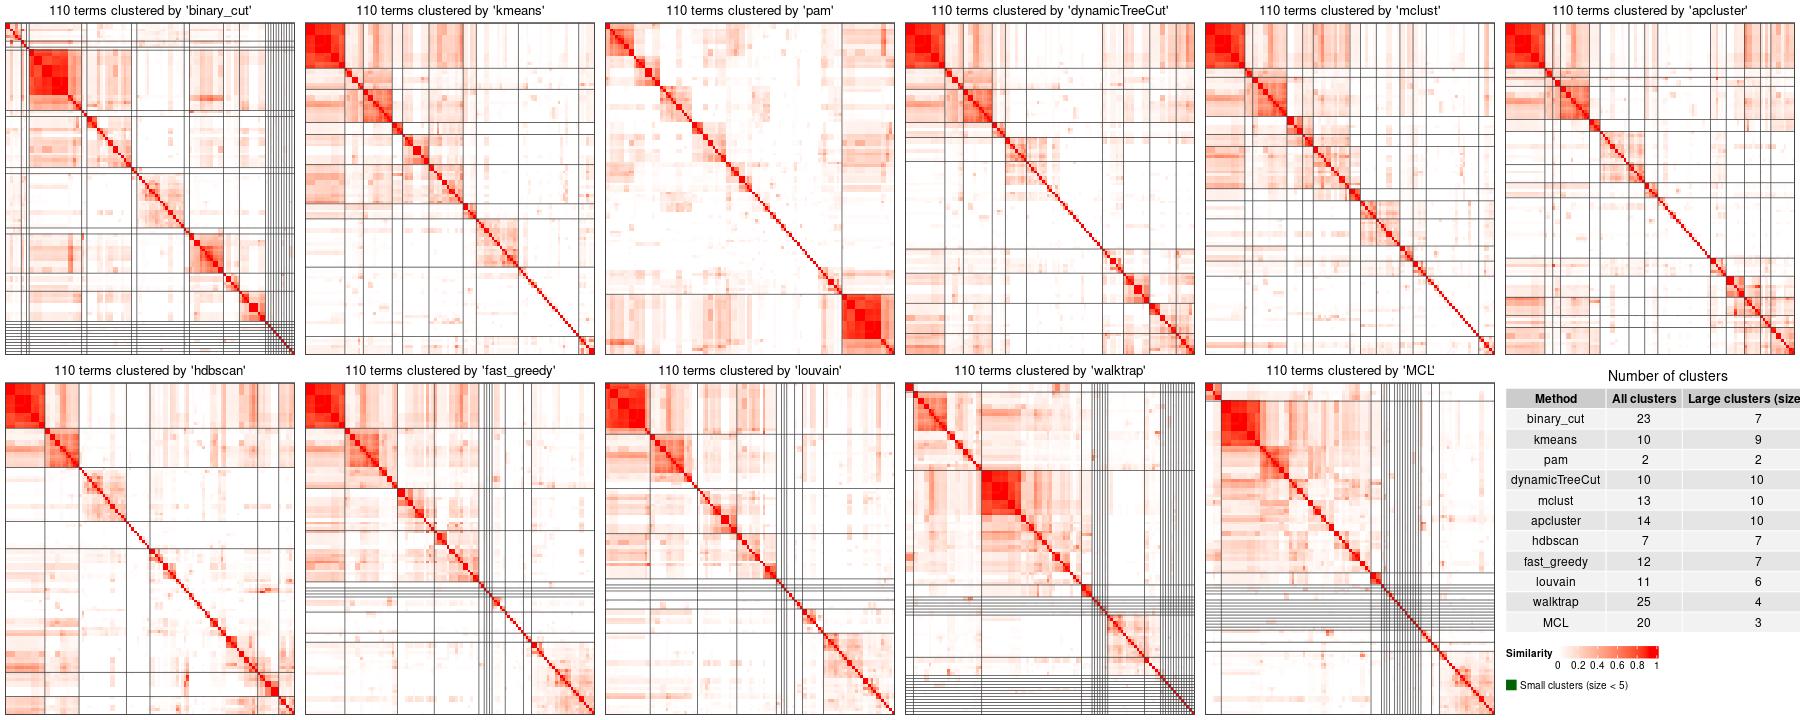 110 terms clustered by 'binary_cut'
110 terms clustered by 'kmeans'
110 terms clustered by 'pam'
110 terms clustered by 'dynamicTreeCut'
110 terms clustered by 'mclust'
110 terms clustered by 'apcluster'
110 terms clustered by 'hdbscan'
110 terms clustered by 'fast_greedy'
110 terms clustered by 'louvain'
110 terms clustered by 'walktrap'
110 terms clustered by 'MCL'
Number of clusters
Method All clusters Large clusters (size
binary_cut 23 7
kmeans 10 9
pam 2 2
dynamicTreeCut 10 10
mclust 13 10
apcluster 14 10
hdbscan 7 7
fast_greedy 12 7
louvain 11 6
walktrap 25 4
MCL 20 3
Similarity
0 0.2 0.4 0.6 0.8 1
Small clusters (size < 5)